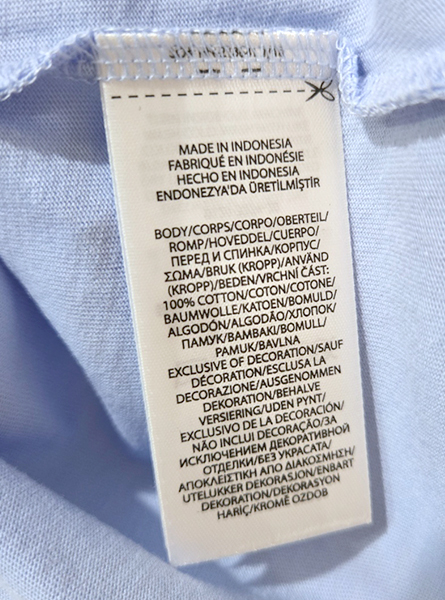 MADE IN INDONESIA
FABRIQUÉ EN INDONÉSIE
HECHO EN INDONESIA
ENDONEZYA'DA ÜRETİLMİŞTİR
BODY/CORPS/CORPO/OBERTEIL/
ROMP/HOVEDDEL/CUERPO/
ПЕРЕД И СПИНКА/КОРПУС/
ΣΩΜΑ/BRUK (KROPP)/ANVÄND
(KROPP)/BEDEN/VRCHNÍ ČÁST:
100% COTTON/COTON/COTONE/
BAUMWOLLE/KATOEN/BOMULD/
ALGODÓN/ALGODÃO/ХЛОПОК/
ПАМУК/ΒΑΜΒΑΚΙ/BOMULL/
PAMUK/BAVLNA
EXCLUSIVE OF DECORATION/SAUF
DÉCORATION/ESCLUSA LA
DECORAZIONE/AUSGENOMMEN
DEKORATION/BEHALVE
VERSIERING/UDEN PYNT/
EXCLUSIVO DE LA DECORACIÓN/
NÃO INCLUI DECORAÇÃO/ЗА
ИСКЛЮЧЕНИЕМ ДЕКОРАТИВНОЙ
ОТДЕЛКИ/БЕЗ УКРАСАТА/
ΑΠΟΚΛΕΙΣΤΙΚΗ ΑΠΟ ΔΙΑΚΟΣΜΗΣΗ/
UTELUKKER DEKORASJON/ENBART
DEKORATION/DEKORASYON
HARİÇ/KROMĚ OZDOB